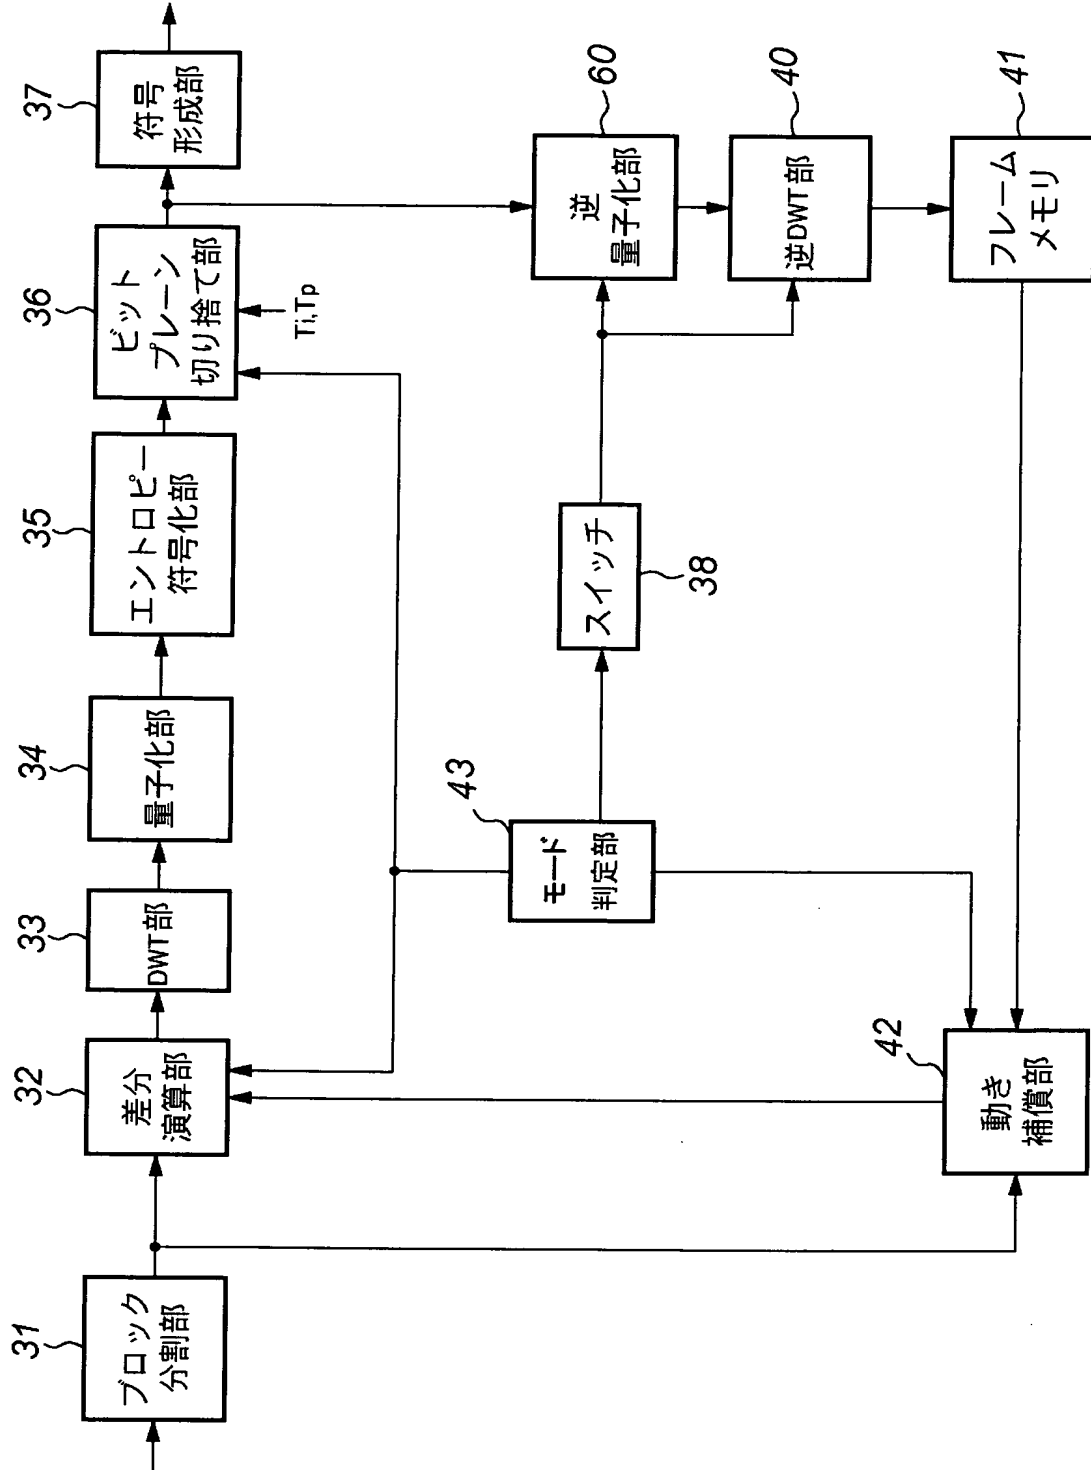 31
ブロック
分割部
32
差分
演算部
33
DWT部
34
量子化部
35
エントロピー
符号化部
36
ビット
プレーン
切り捨て部
Ti,Tp
37
符号
形成部
43
モード
判定部
スイッチ
38
逆
量子化部
60
逆DWT部
40
動き
補償部
42
フレーム
メモリ
41